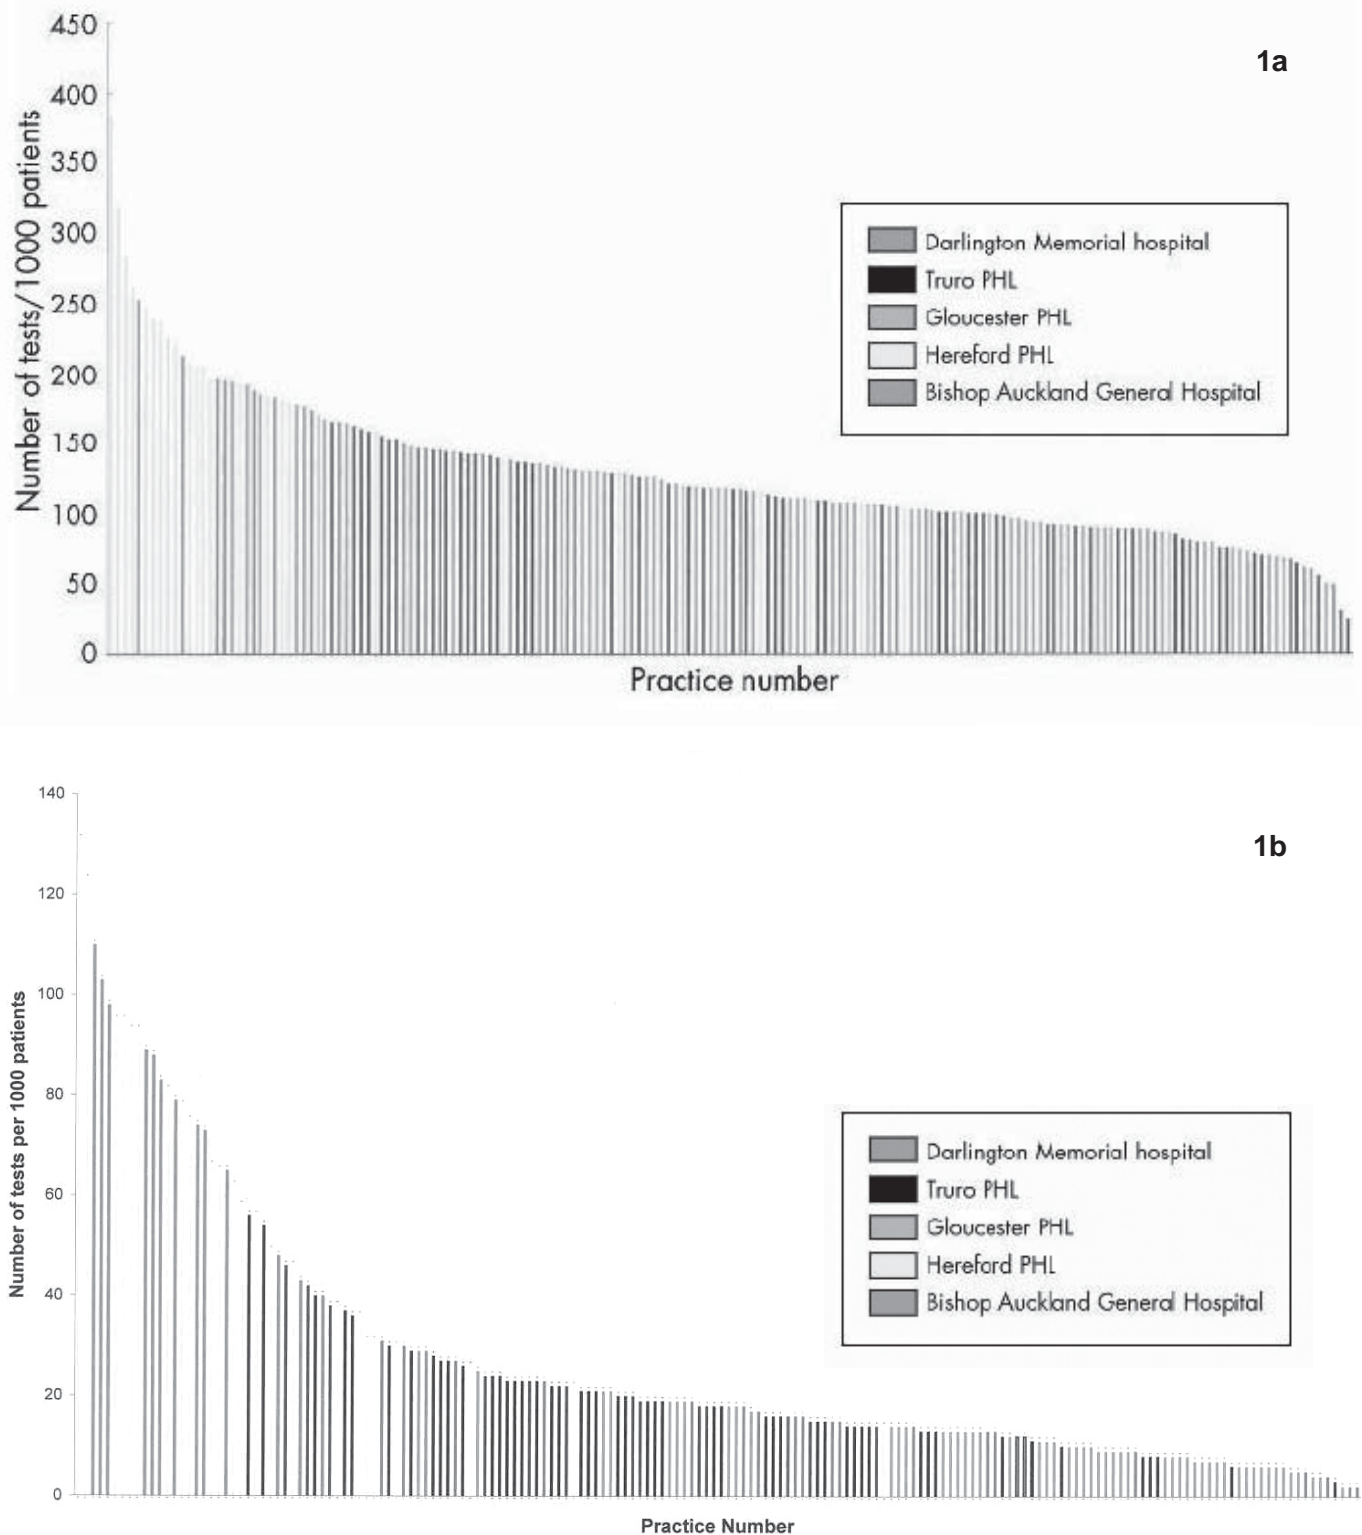 450
1a
400
350
300
250
200
150
100
50
0
Number of tests/1000 patients
Darlington Memorial hospital
Truro PHL
Gloucester PHL
Hereford PHL
Bishop Auckland General Hospital
Practice number
140
1b
120
100
80
60
40
20
0
Number of tests per 1000 patients
Darlington Memorial hospital
Truro PHL
Gloucester PHL
Hereford PHL
Bishop Auckland General Hospital
Practice Number